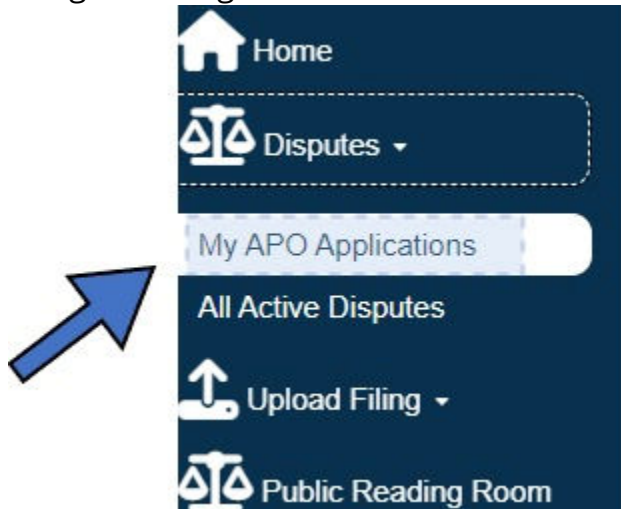 Home
Disputes
My APO Applications
All Active Disputes
Upload Filing
Public Reading Room